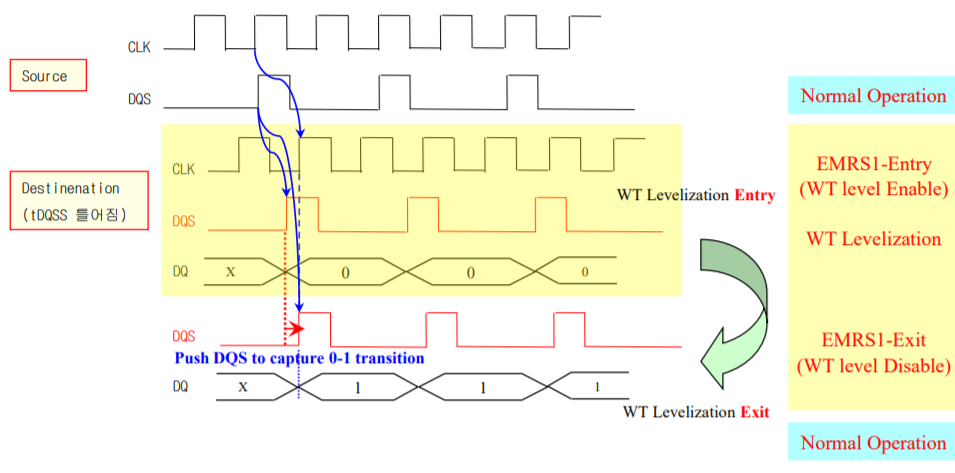 CLK
Source
DQS
Normal Operation
CLK
EMRS1-Entry
(WT level Enable)
Destinenation
(tDQSS 틀어짐)
WT Levelization Entry
DQS
WT Levelization
DQ X 0 0 0
DQS
EMRS1-Exit
(WT level Disable)
Push DQS to capture 0-1 transition
DQ X 1 1 1
WT Levelization Exit
Normal Operation